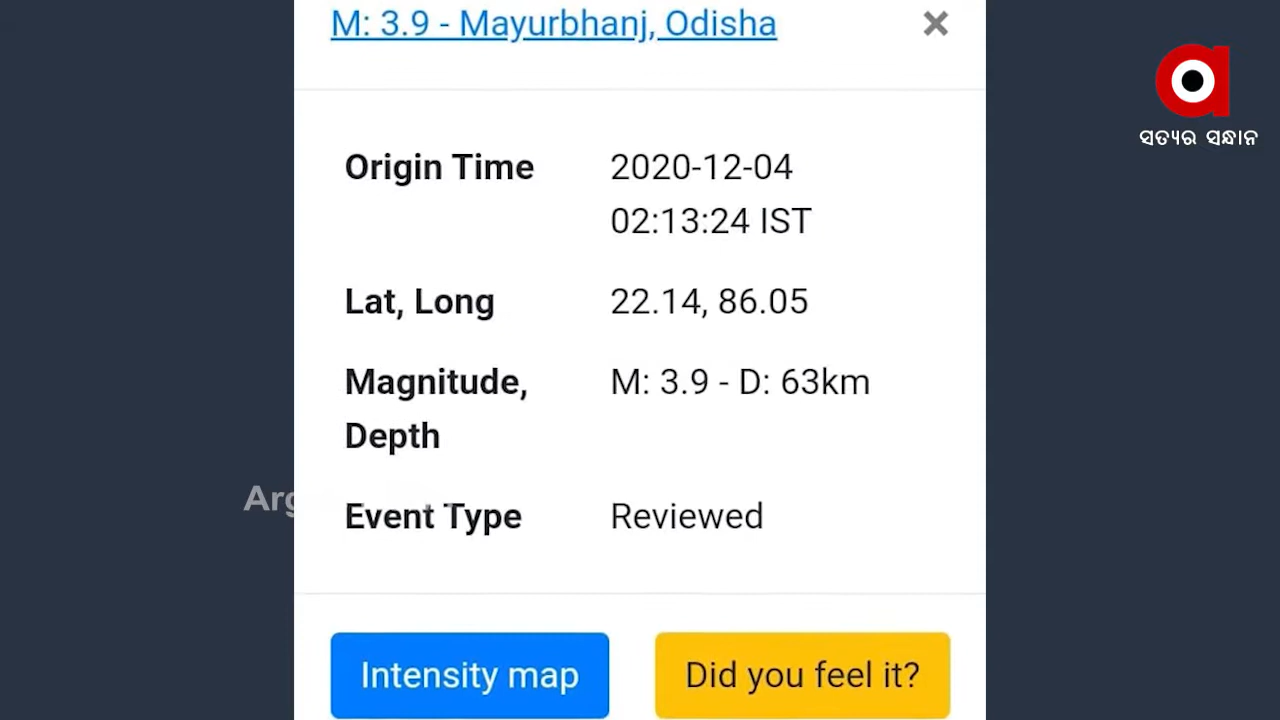 M: 3.9 - Mayurbhanj, Odisha
×
ସତ୍ୟର ସନ୍ଧାନ
Origin Time 2020-12-04
02:13:24 IST
Lat, Long 22.14, 86.05
Magnitude, M: 3.9 - D: 63km
Depth
Event Type Reviewed
Intensity map Did you feel it?